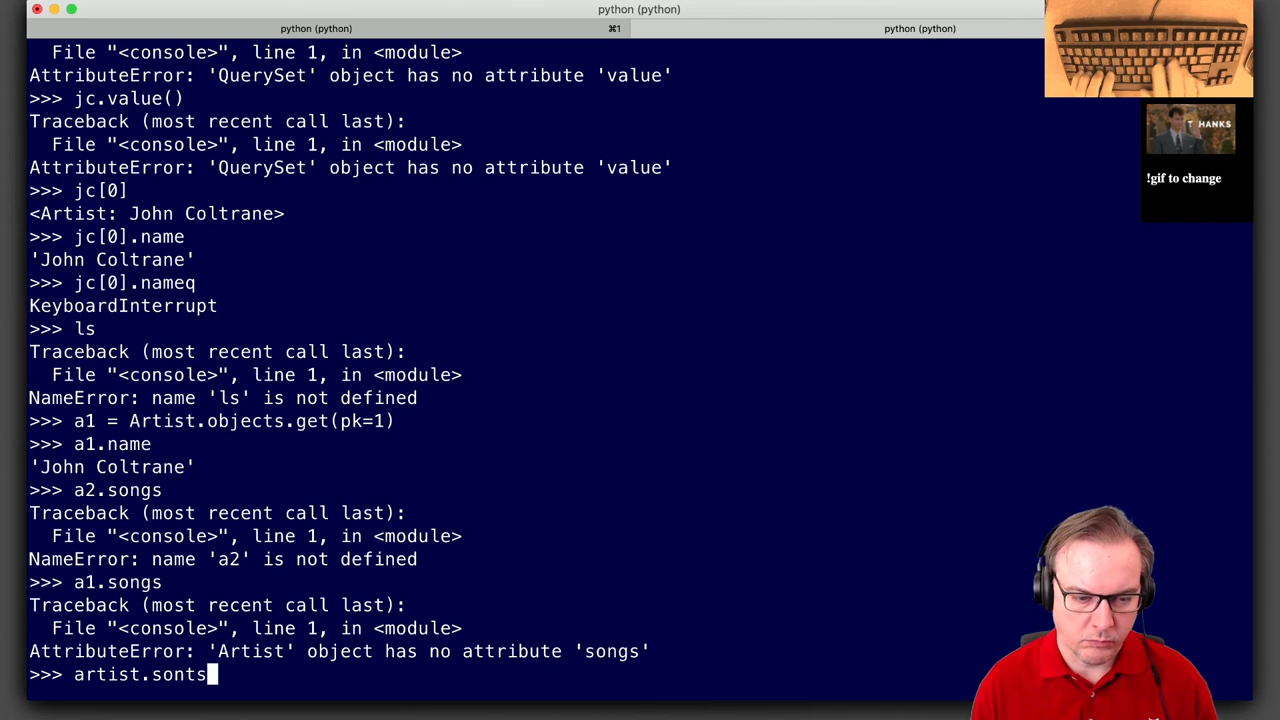 python (python)
python (python)
⌘1
python (python)
File "<console>", line 1, in <module>
AttributeError: 'QuerySet' object has no attribute 'value'
>>> jc.value()
Traceback (most recent call last):
File "<console>", line 1, in <module>
AttributeError: 'QuerySet' object has no attribute 'value'
>>> jc[0]
<Artist: John Coltrane>
>>> jc[0].name
'John Coltrane'
>>> jc[0].nameq
KeyboardInterrupt
>>> ls
Traceback (most recent call last):
File "<console>", line 1, in <module>
NameError: name 'ls' is not defined
>>> a1 = Artist.objects.get(pk=1)
>>> a1.name
'John Coltrane'
>>> a2.songs
Traceback (most recent call last):
File "<console>", line 1, in <module>
NameError: name 'a2' is not defined
>>> a1.songs
Traceback (most recent call last):
File "<console>", line 1, in <module>
AttributeError: 'Artist' object has no attribute 'songs'
>>> artist.sonts
T HANKS
!gif to change